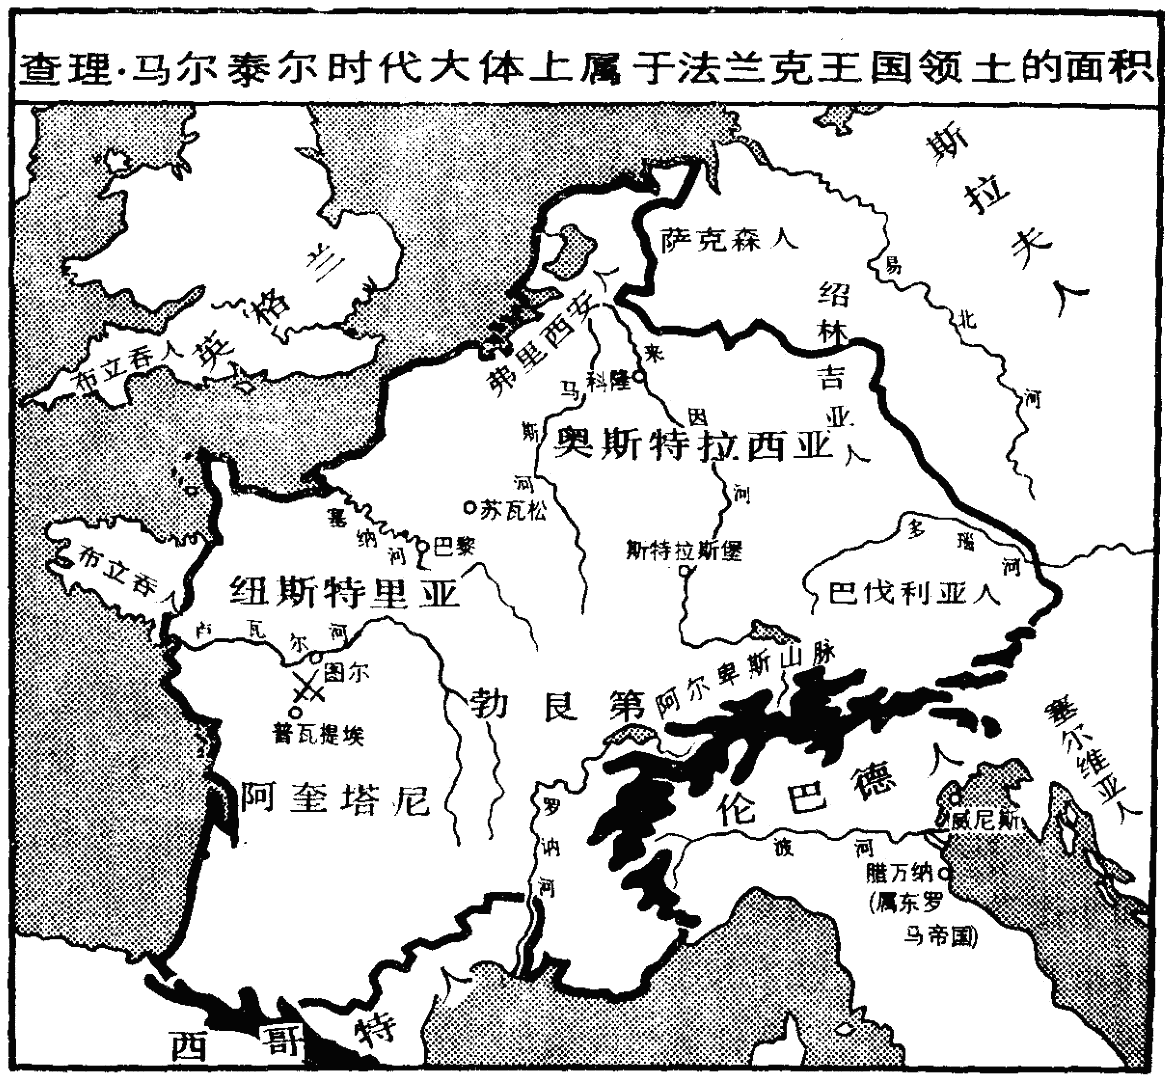 查理·马尔泰尔时代大体上属于法兰克王国领土的面积
斯拉夫人
萨克森人
英格兰
易北河
绍林吉亚人
布立吞人
弗里西安人
来因河
马斯河
科隆
奥斯特拉西亚
苏瓦松
塞纳河
巴黎
斯特拉斯堡
多瑙河
布立吞人
纽斯特里亚
巴伐利亚人
卢瓦尔河
图尔
阿尔卑斯山脉
勃艮第
普瓦提埃
塞尔维亚人
阿奎塔尼
伦巴德人
罗讷河
威尼斯
波河
腊万纳
(属东罗
马帝国)
西哥特人